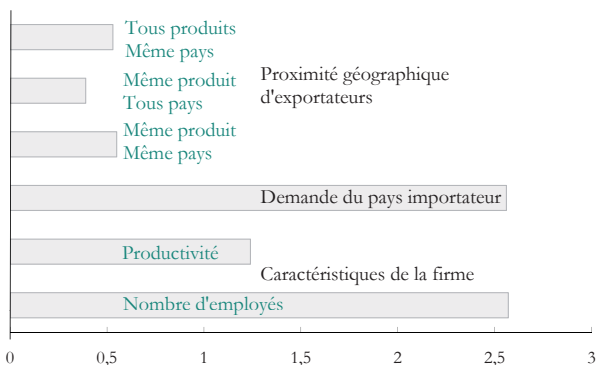 Tous produits
Même pays
Même produit
Tous pays
Proximité géographique
d'exportateurs
Même produit
Même pays
Demande du pays importateur
Productivité
Caractéristiques de la firme
Nombre d'employés
0 0,5 1 1,5 2 2,5 3